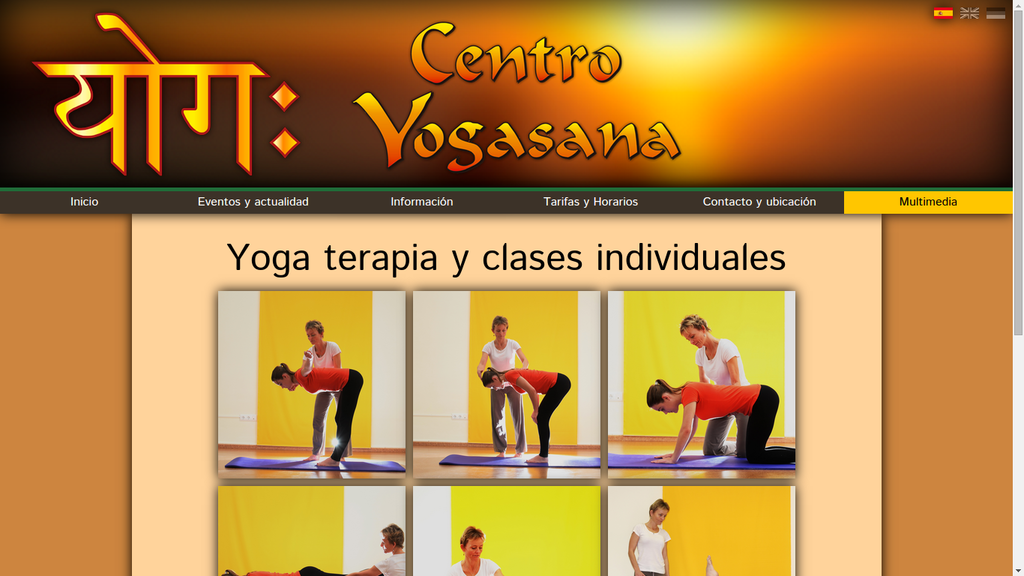 योगः
Centro
Yogasana
Inicio
Eventos y actualidad
Información
Tarifas y Horarios
Contacto y ubicación
Multimedia
Yoga terapia y clases individuales